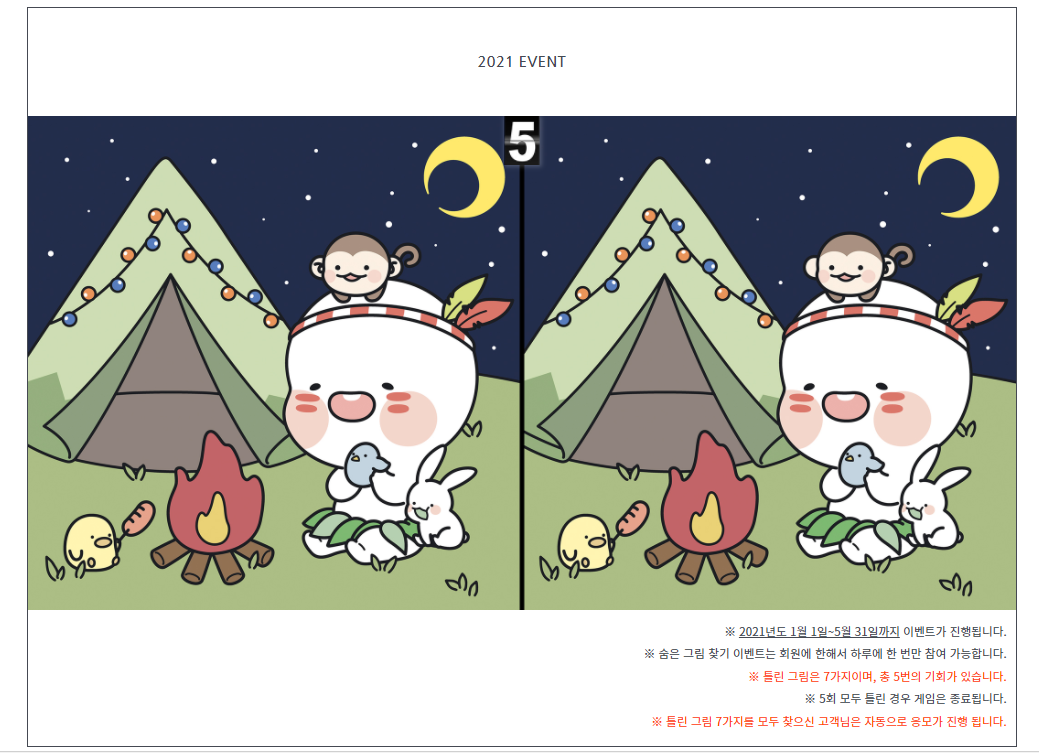 2021 EVENT
5
※ 2021년도 1월 1일~5월 31일까지 이벤트가 진행됩니다.
※ 숨은 그림 찾기 이벤트는 회원에 한해서 하루에 한 번만 참여 가능합니다.
※ 틀린 그림은 7가지이며, 총 5번의 기회가 있습니다.
※ 5회 모두 틀린 경우 게임은 종료됩니다.
※ 틀린 그림 7가지를 모두 찾으신 고객님은 자동으로 응모가 진행 됩니다.